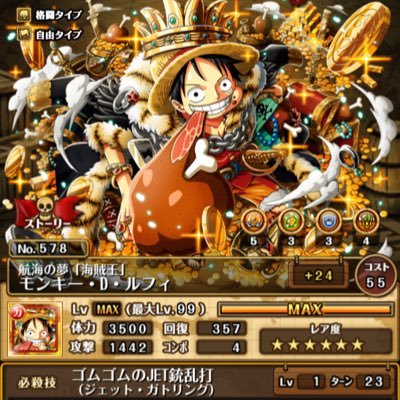 格闘タイプ
自由タイプ
ストーリー
5 3 3 4
No.578
航海の夢「海賊王」
モンキー・D・ルフィ
+24
コスト
55
力
Lv MAX (最大Lv.99)
MAX
体力 3500 回復 357
攻撃 1442 コンボ 4
レア度
★★★★★★
必殺技
ゴムゴムのJET銃乱打
(ジェット・ガトリング)
Lv 1 ターン 23